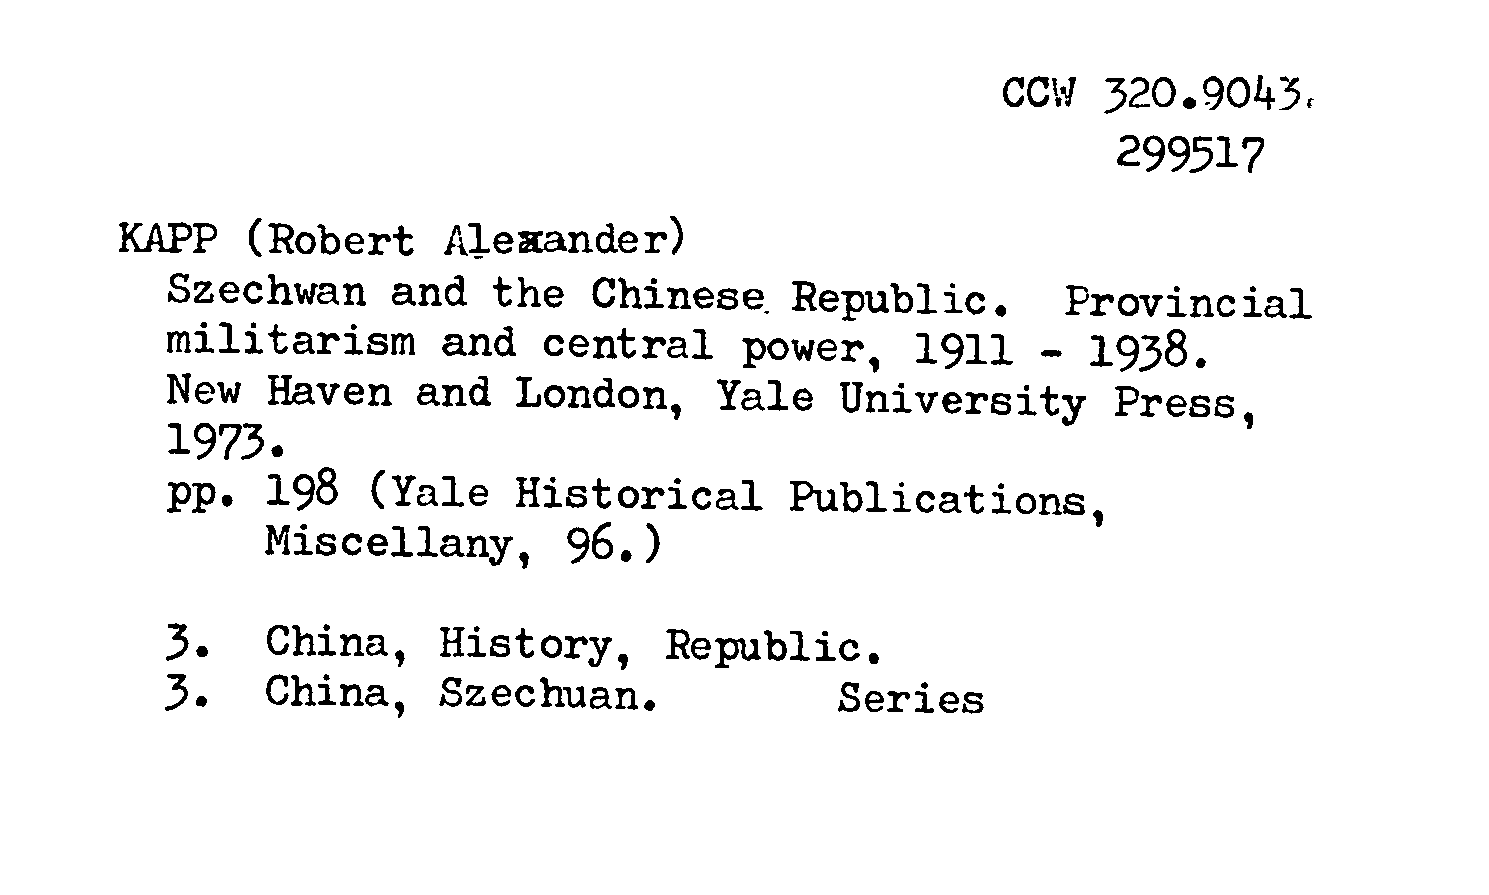 CCW 320.9043.
299517
KAPP (Robert Alexander)
Szechwan and the Chinese Republic. Provincial
militarism and central power, 1911 - 1938.
New Haven and London, Yale University Press,
1973.
pp. 198 (Yale Historical Publications,
Miscellany, 96.)
3. China, History, Republic.
3. China, Szechuan. Series